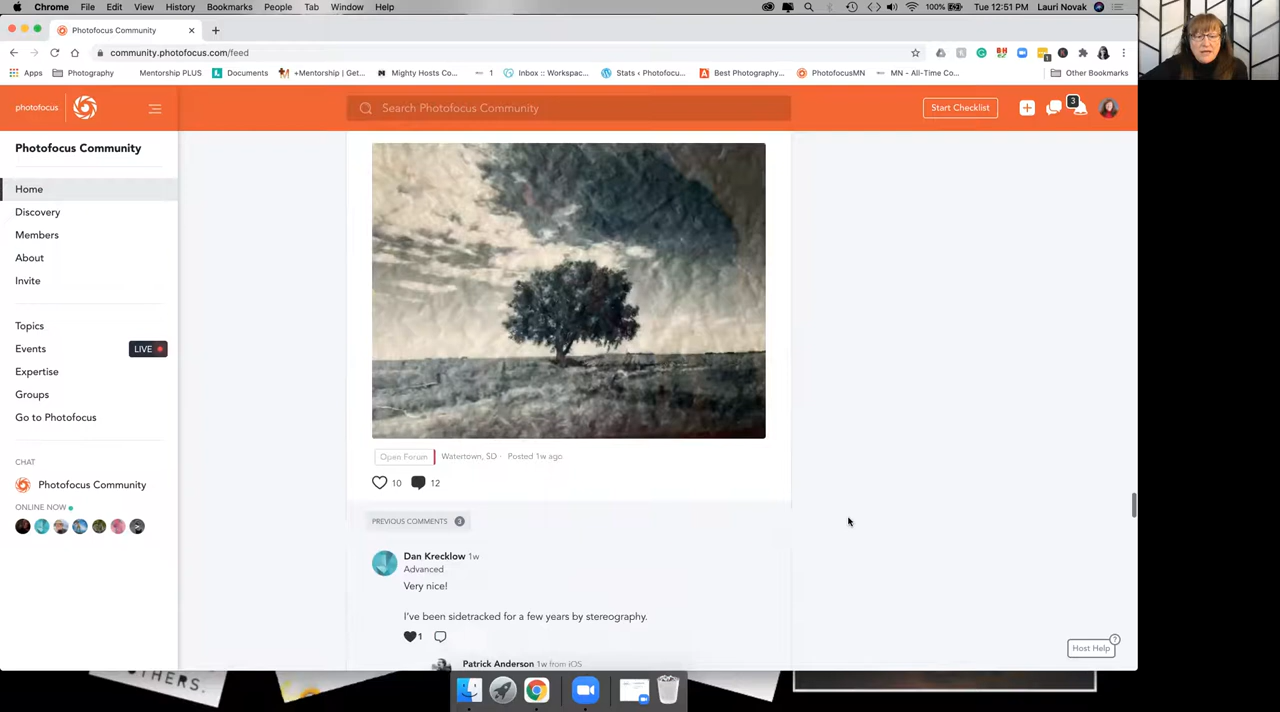 Chrome File Edit View History Bookmarks People Tab Window Help 100% Tue 12:51 PM Lauri Novak
Photofocus Community
community.photofocus.com/feed
Apps Photography Mentorship PLUS Documents +Mentorship | Get... Mighty Hosts Co... 1 Inbox :: Workspac... Stats ‹ Photofocu... Best Photography... PhotofocusMN MN - All-Time Co... Other Bookmarks
photofocus Search Photofocus Community Start Checklist 3
Photofocus Community
Home
Discovery
Members
About
Invite
Topics
Events LIVE
Expertise
Groups
Go to Photofocus
CHAT
Photofocus Community
ONLINE NOW
Open Forum Watertown, SD · Posted 1w ago
10 12
PREVIOUS COMMENTS 3
Dan Krecklow 1w
Advanced
Very nice!
I've been sidetracked for a few years by stereography.
1
Patrick Anderson 1w from iOS
Host Help ?
OTHERS.